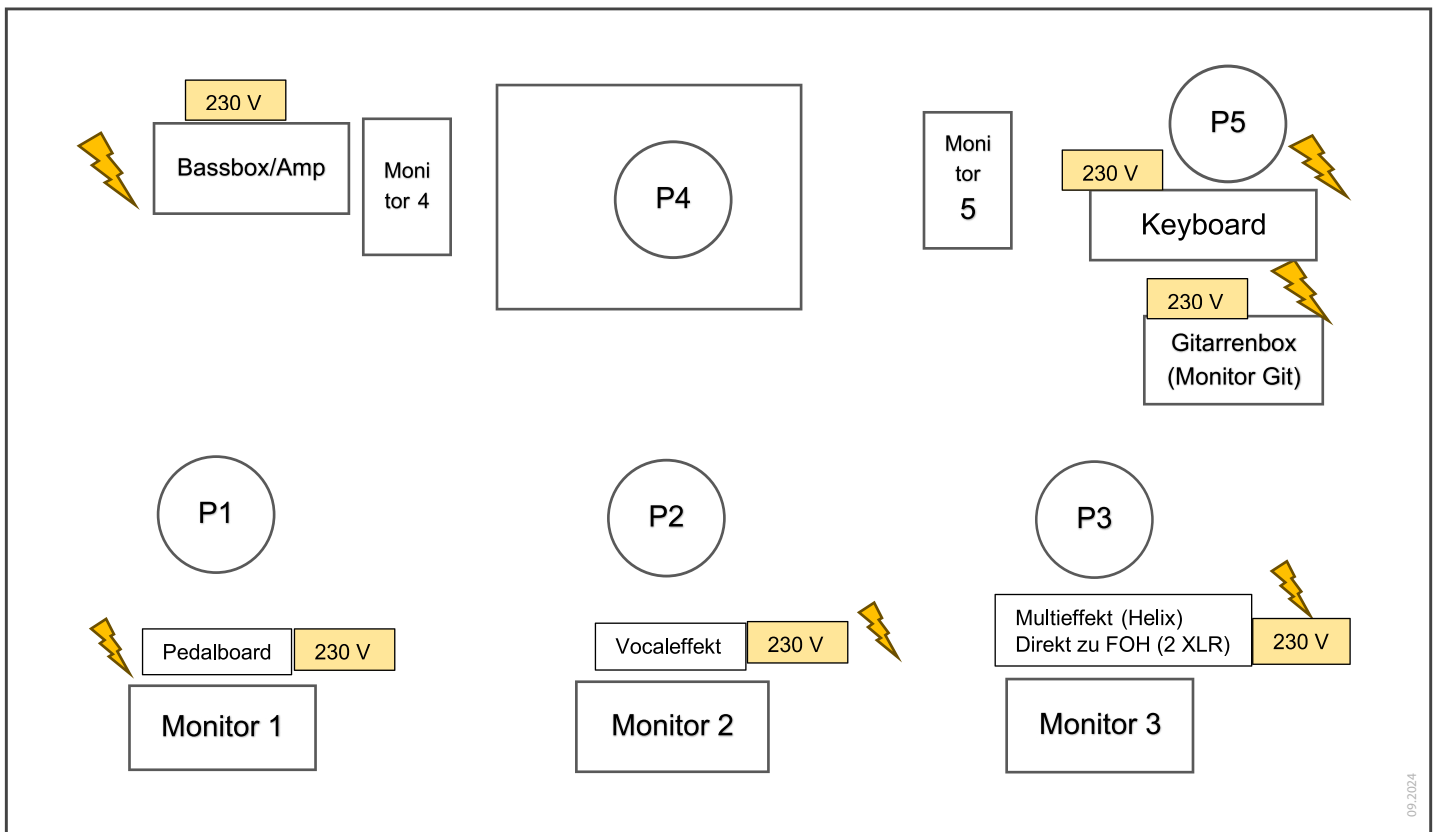 230 V
Bassbox/Amp
Moni
tor 4
P4
Moni
tor
5
P5
230 V
Keyboard
230 V
Gitarrenbox
(Monitor Git)
P1
P2
P3
Pedalboard
230 V
Vocaleffekt
230 V
Multieffekt (Helix)
Direkt zu FOH (2 XLR)
230 V
Monitor 1
Monitor 2
Monitor 3
09.2024